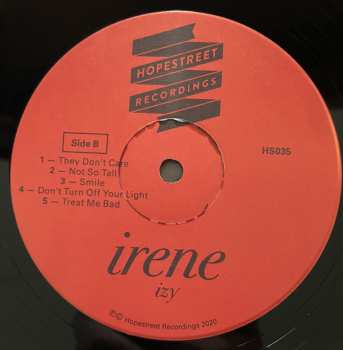 HOPESTREET
RECORDINGS
Side B
HS035
1 — They Don't Care
2 — Not So Tall
3 — Smile
4 — Don't Turn Off Your Light
5 — Treat Me Bad
irene
izy
℗© Hopestreet Recordings 2020